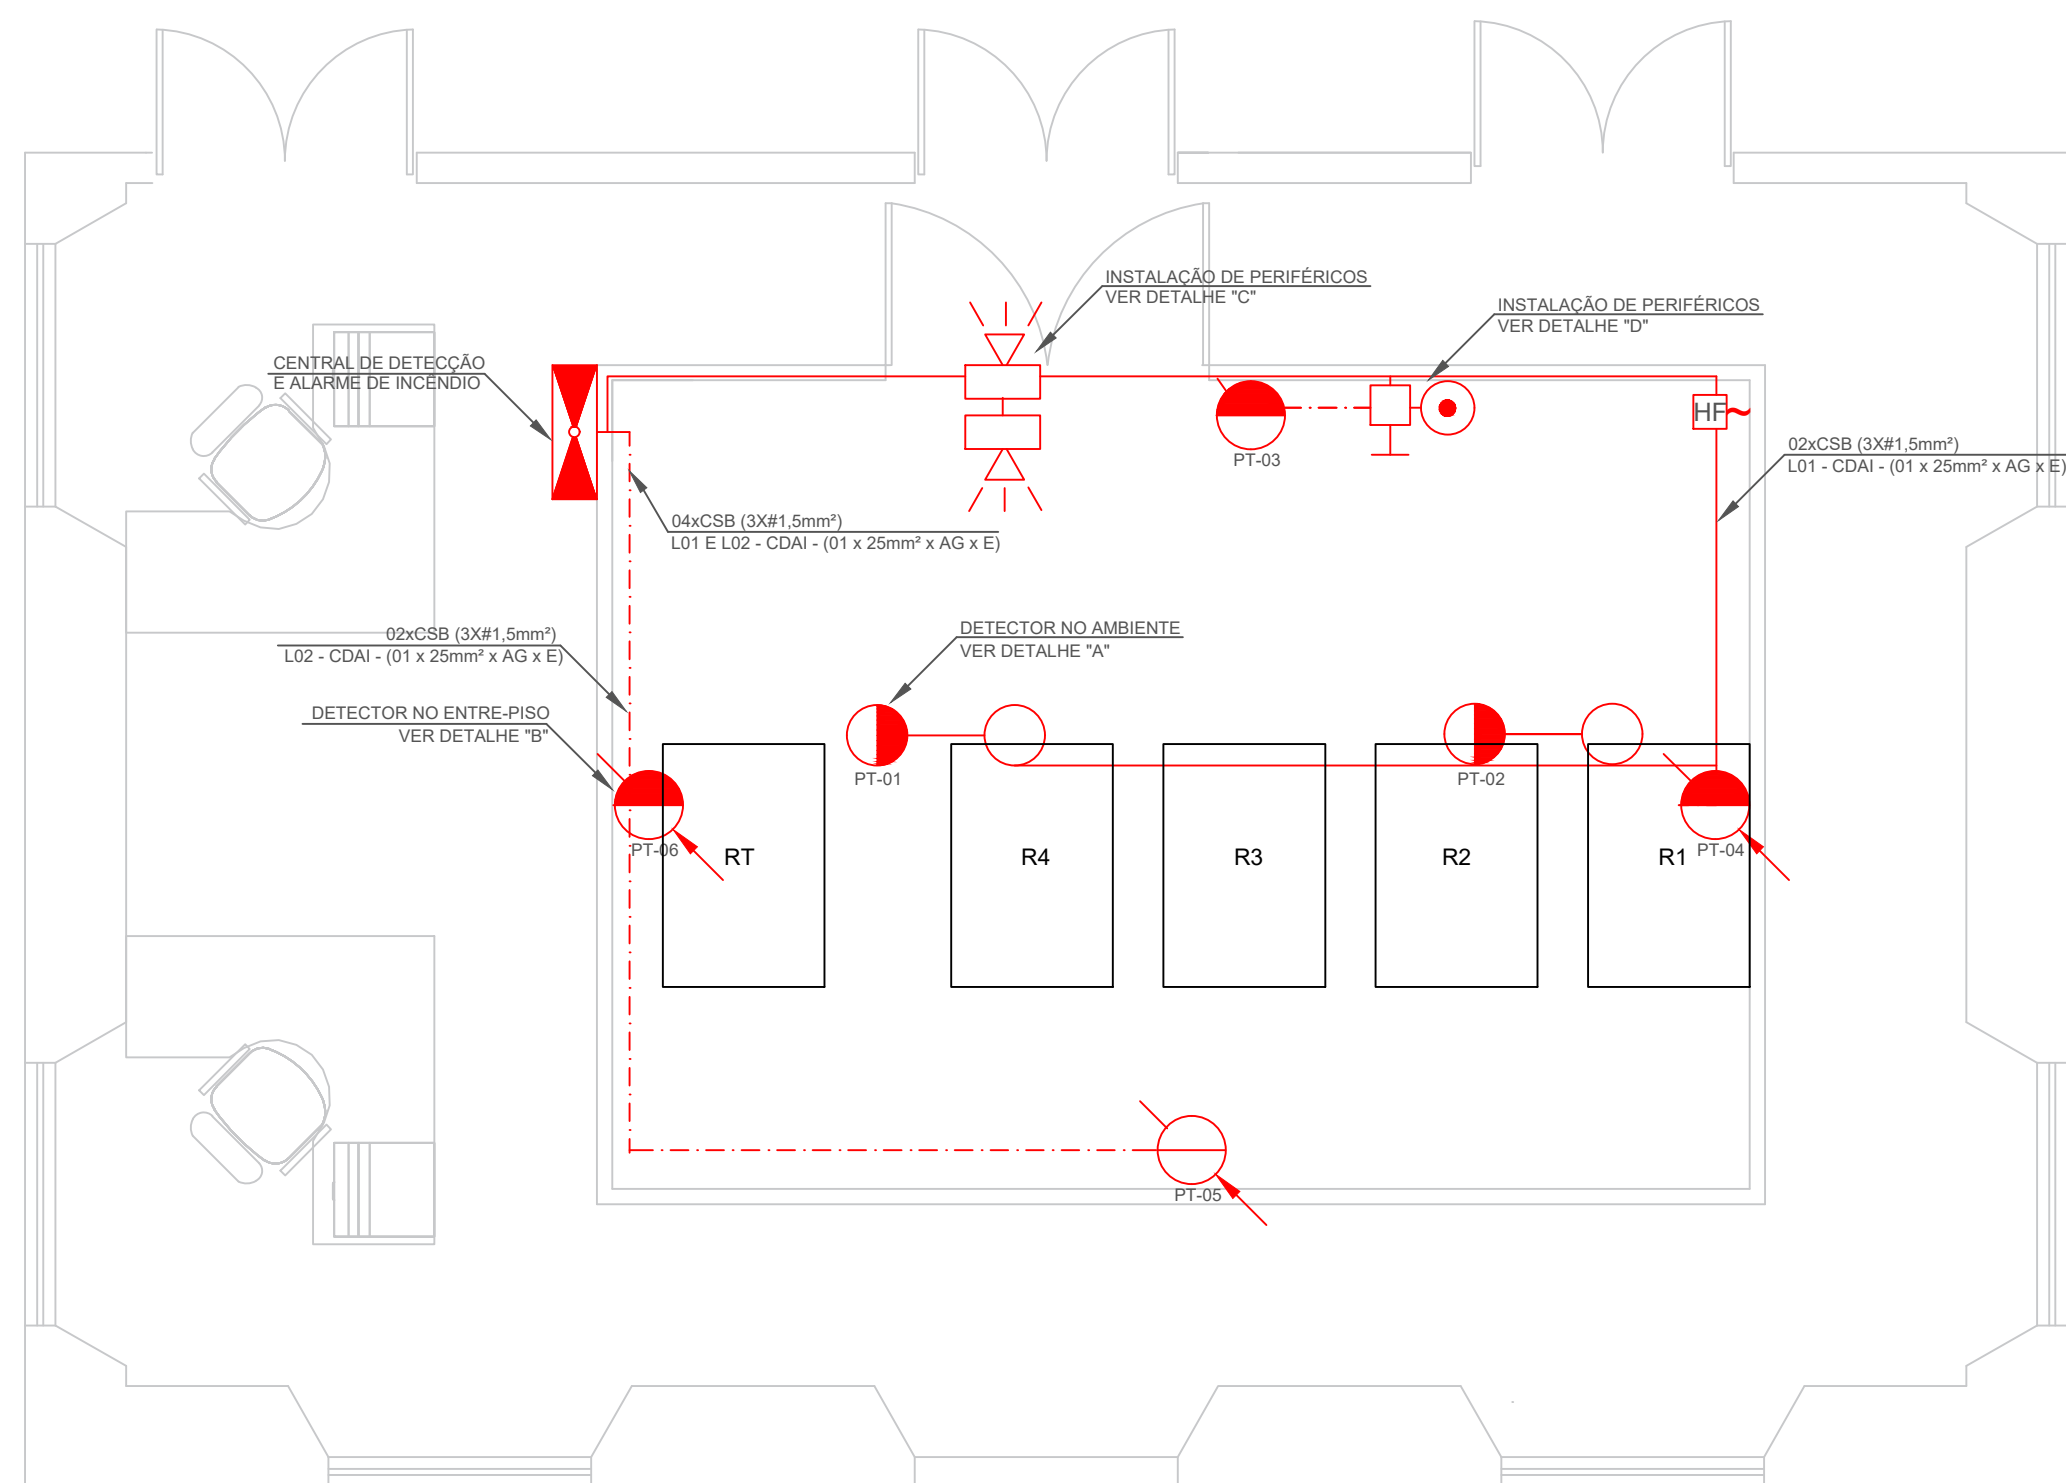 INSTALAÇÃO DE PERIFÉRICOS
VER DETALHE "C"
INSTALAÇÃO DE PERIFÉRICOS
VER DETALHE "D"
CENTRAL DE DETECÇÃO
E ALARME DE INCÊNDIO
HF
PT-03
02xCSB (3X#1,5mm²)
L01 - CDAI - (01 x 25mm² x AG x E)
04xCSB (3X#1,5mm²)
L01 E L02 - CDAI - (01 x 25mm² x AG x E)
02xCSB (3X#1,5mm²)
L02 - CDAI - (01 x 25mm² x AG x E)
DETECTOR NO AMBIENTE
VER DETALHE "A"
DETECTOR NO ENTRE-PISO
VER DETALHE "B"
PT-01
PT-02
PT-06
RT
R4
R3
R2
R1
PT-04
PT-05